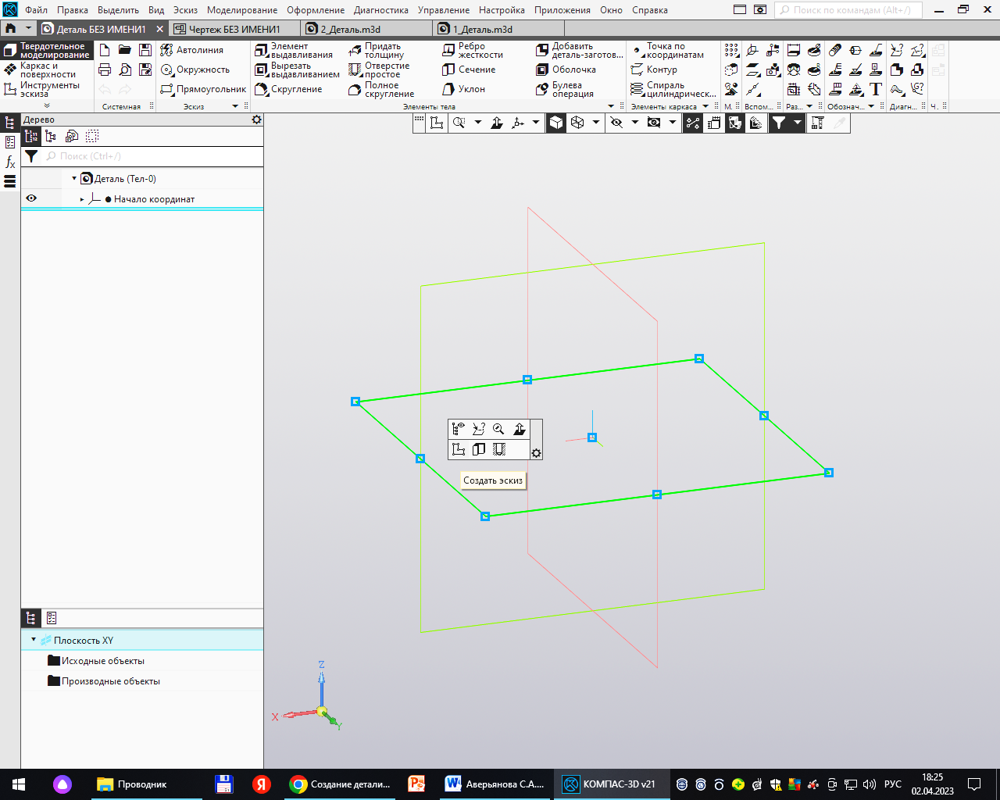 Файл Правка Выделить Вид Эскиз Моделирование Оформление Диагностика Управление Настройка Приложения Окно Справка
Поиск по командам (Alt+/)
Деталь БЕЗ ИМЕНИ1
Чертеж БЕЗ ИМЕНИ1
2_Деталь.m3d
1_Деталь.m3d
Твердотельное моделирование
Каркас и поверхности
Инструменты эскиза
Системная
Автолиния
Окружность
Прямоугольник
Эскиз
Элемент выдавливания
Вырезать выдавливанием
Скругление
Придать толщину
Отверстие простое
Полное скругление
Ребро жесткости
Сечение
Уклон
Добавить деталь-заготов...
Оболочка
Булева операция
Элементы тела
Точка по координатам
Контур
Спираль цилиндрическ...
Элементы каркаса
М.
Вспом...
Раз...
Обознач...
Диагн...
Ч.
Дерево
Поиск (Ctrl+/)
Деталь (Тел-0)
Начало координат
Создать эскиз
Плоскость XY
Исходные объекты
Производные объекты
Z
X
Y
Проводник
Создание детали...
Аверьянова С.А....
КОМПАС-3D v21
РУС
18:25
02.04.2023